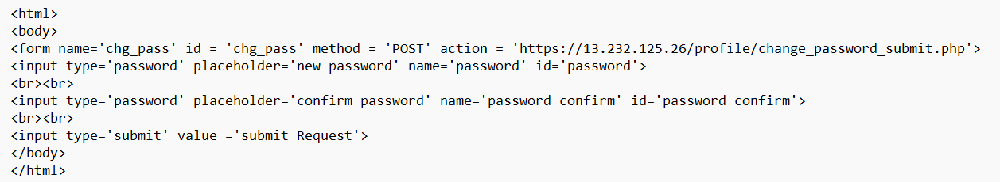 <html>
<body>
<form name='chg_pass' id = 'chg_pass' method = 'POST' action = 'https://13.232.125.26/profile/change_password_submit.php'>
<input type='password' placeholder='new password' name='password' id='password'>
<br><br>
<input type='password' placeholder='confirm password' name='password_confirm' id='password_confirm'>
<br><br>
<input type='submit' value ='submit Request'>
</body>
</html>